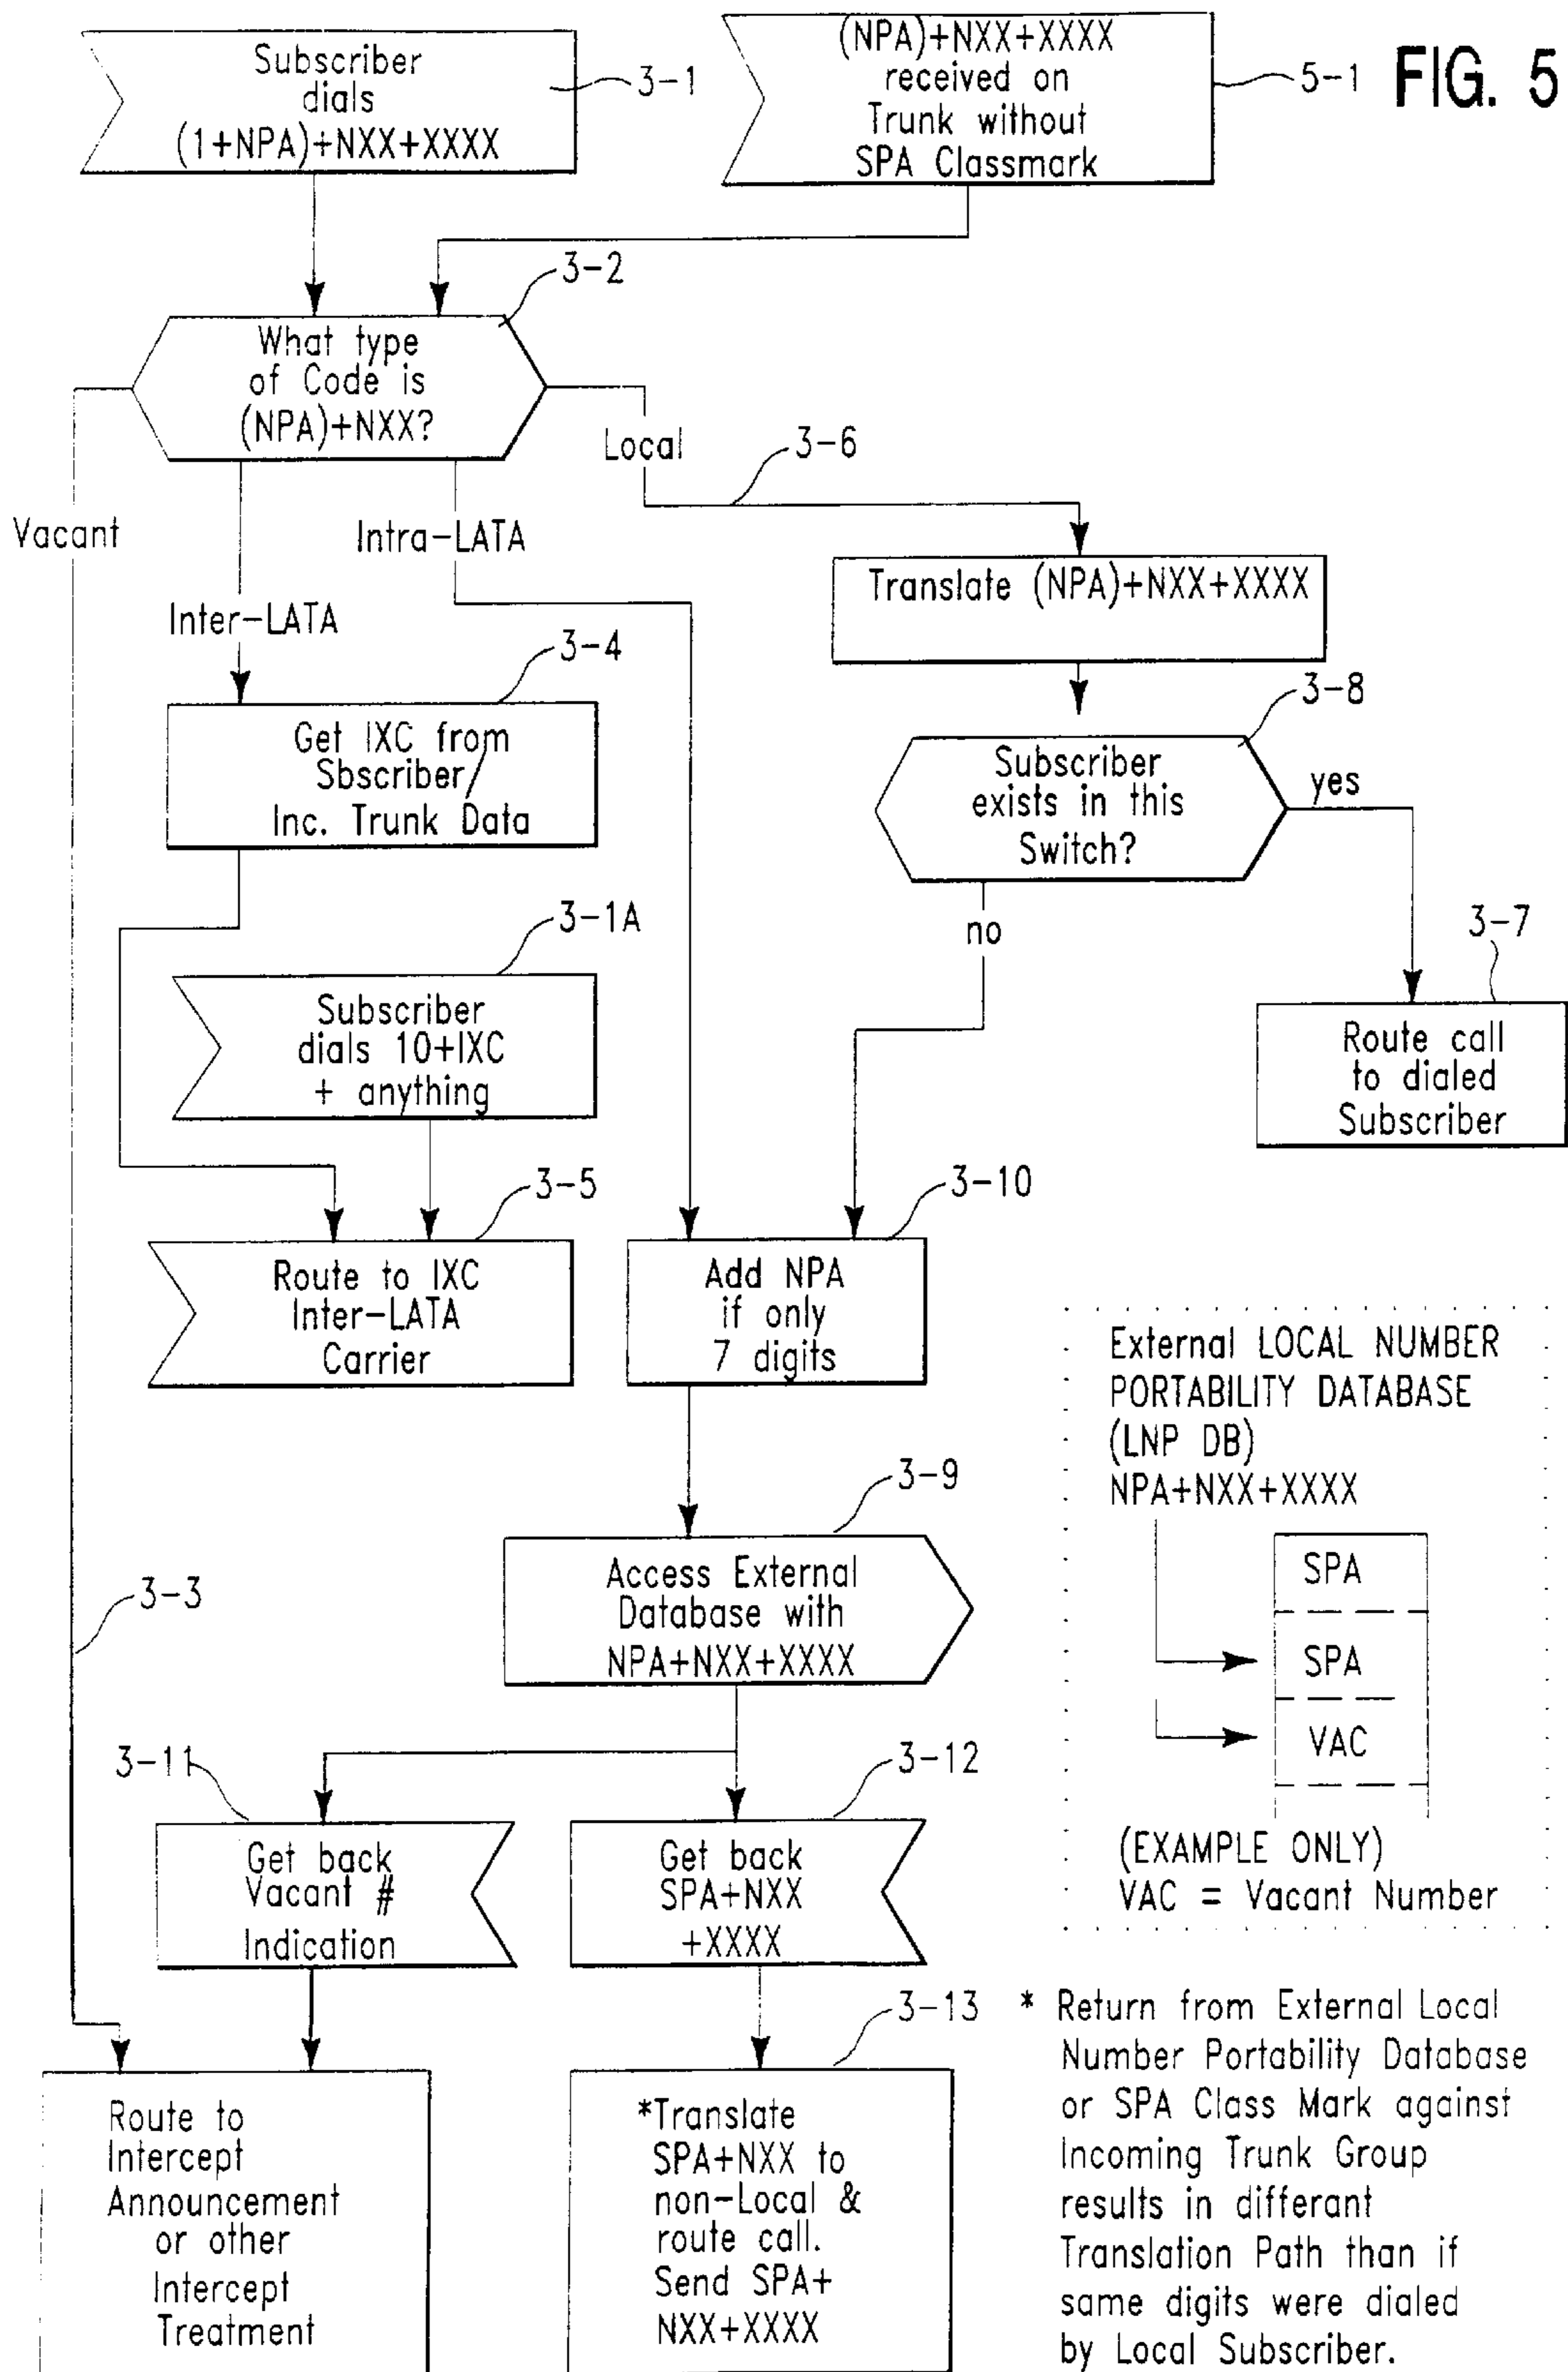 FIG. 5
Subscriber
dials
(1+NPA)+NXX+XXXX
3-1
(NPA)+NXX+XXXX
received on
Trunk without
SPA Classmark
5-1
3-2
What type
of Code is
(NPA)+NXX?
Local
3-6
Vacant
Intra-LATA
Inter-LATA
Translate (NPA)+NXX+XXXX
3-4
Get IXC from
Sbscriber/
Inc. Trunk Data
3-8
Subscriber
exists in this
Switch?
yes
no
3-7
Route call
to dialed
Subscriber
3-1A
Subscriber
dials 10+IXC
+ anything
3-5
Route to IXC
Inter-LATA
Carrier
3-10
Add NPA
if only
7 digits
External LOCAL NUMBER
PORTABILITY DATABASE
(LNP DB)
NPA+NXX+XXXX
SPA
SPA
VAC
(EXAMPLE ONLY)
VAC = Vacant Number
3-9
Access External
Database with
NPA+NXX+XXXX
3-3
3-11
Get back
Vacant #
Indication
3-12
Get back
SPA+NXX
+XXXX
3-13
Route to
Intercept
Announcement
or other
Intercept
Treatment
*Translate
SPA+NXX to
non-Local &
route call.
Send SPA+
NXX+XXXX
* Return from External Local
Number Portability Database
or SPA Class Mark against
Incoming Trunk Group
results in differant
Translation Path than if
same digits were dialed
by Local Subscriber.